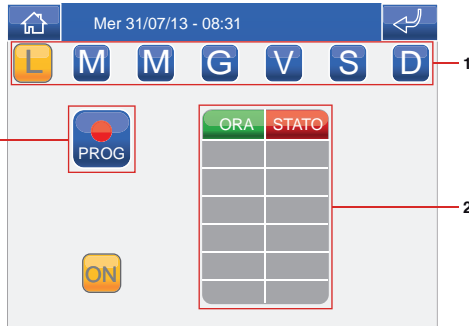 Mer 31/07/13 - 08:31
L M M G V S D
1
PROG
ORA STATO
2
ON